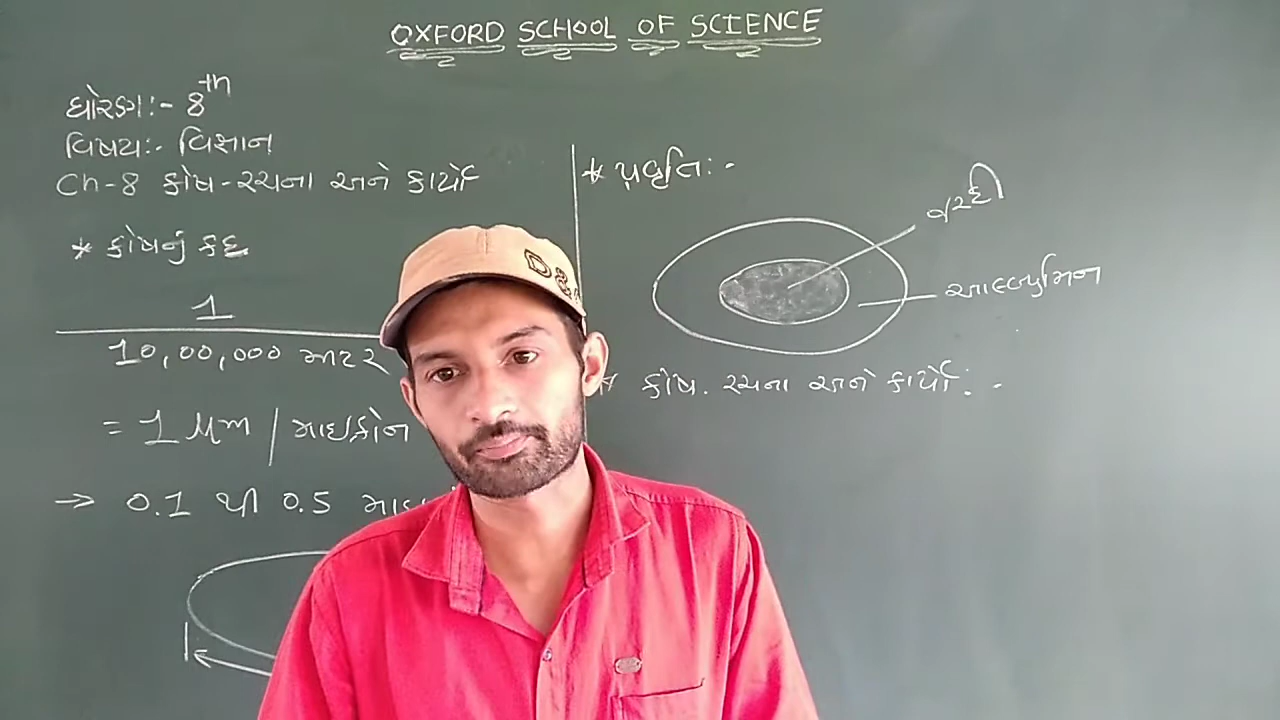 OXFORD SCHOOL OF SCIENCE
ધોરણ:- 8th
વિષય:- વિજ્ઞાન
Ch-8 કોષ-રચના અને કાર્યો
* કોષનું કદ
1
10,00,000 મીટર
= 1 μm / માઇક્રોન
→ 0.1 થી 0.5
* પ્રવૃતિ:-
જરદી
આલ્બ્યુમિન
* કોષ. રચના અને કાર્યો:-